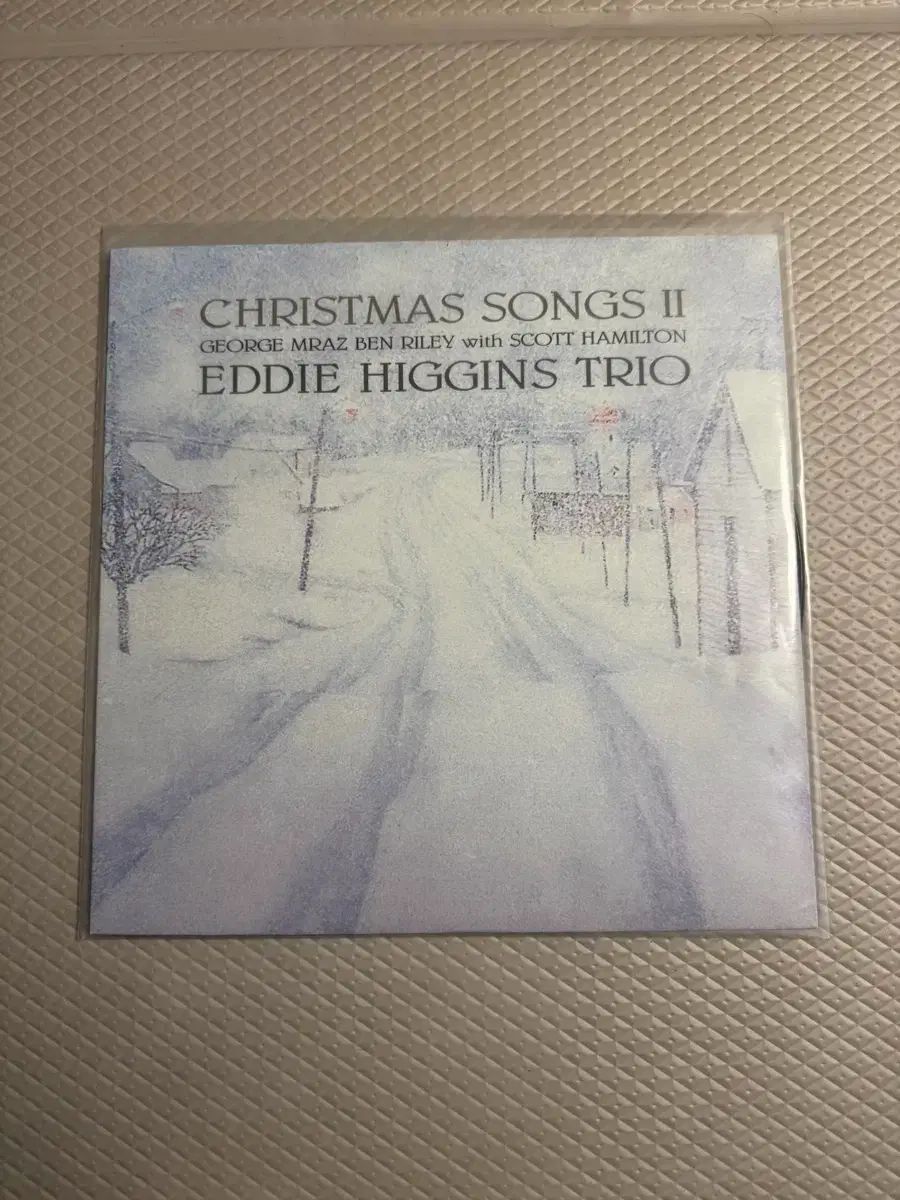 CHRISTMAS SONGS II
GEORGE MRAZ BEN RILEY with SCOTT HAMILTON
EDDIE HIGGINS TRIO